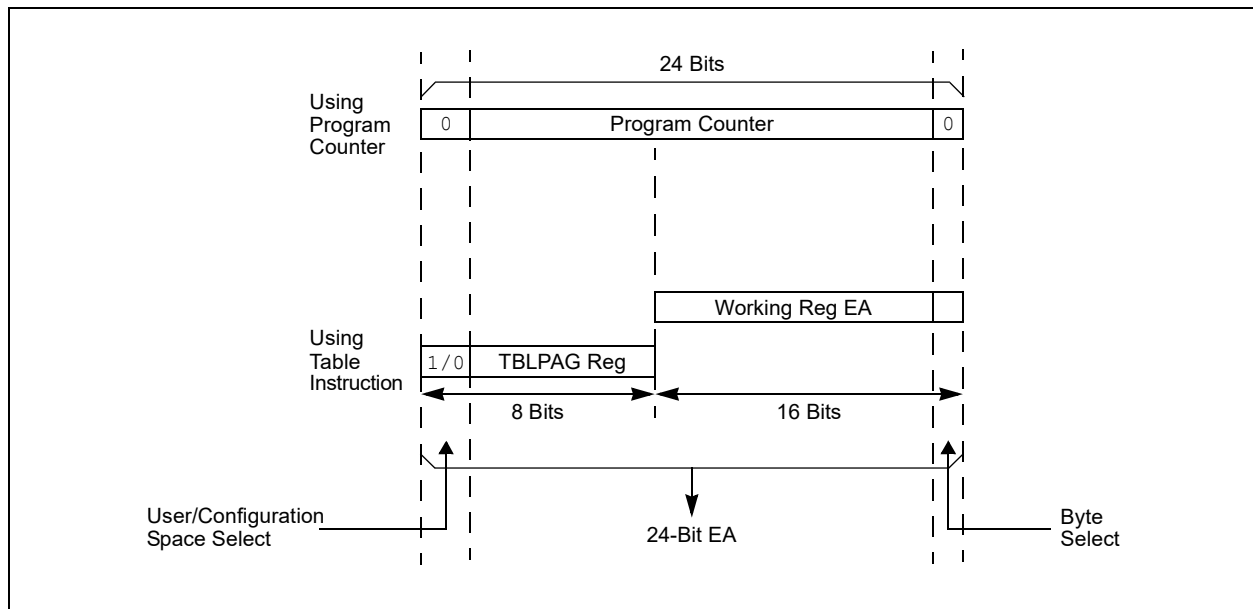 24 Bits
Using
Program
Counter
0
Program Counter
0
Working Reg EA
Using
Table
Instruction
1/0
TBLPAG Reg
8 Bits
16 Bits
User/Configuration
Space Select
24-Bit EA
Byte
Select